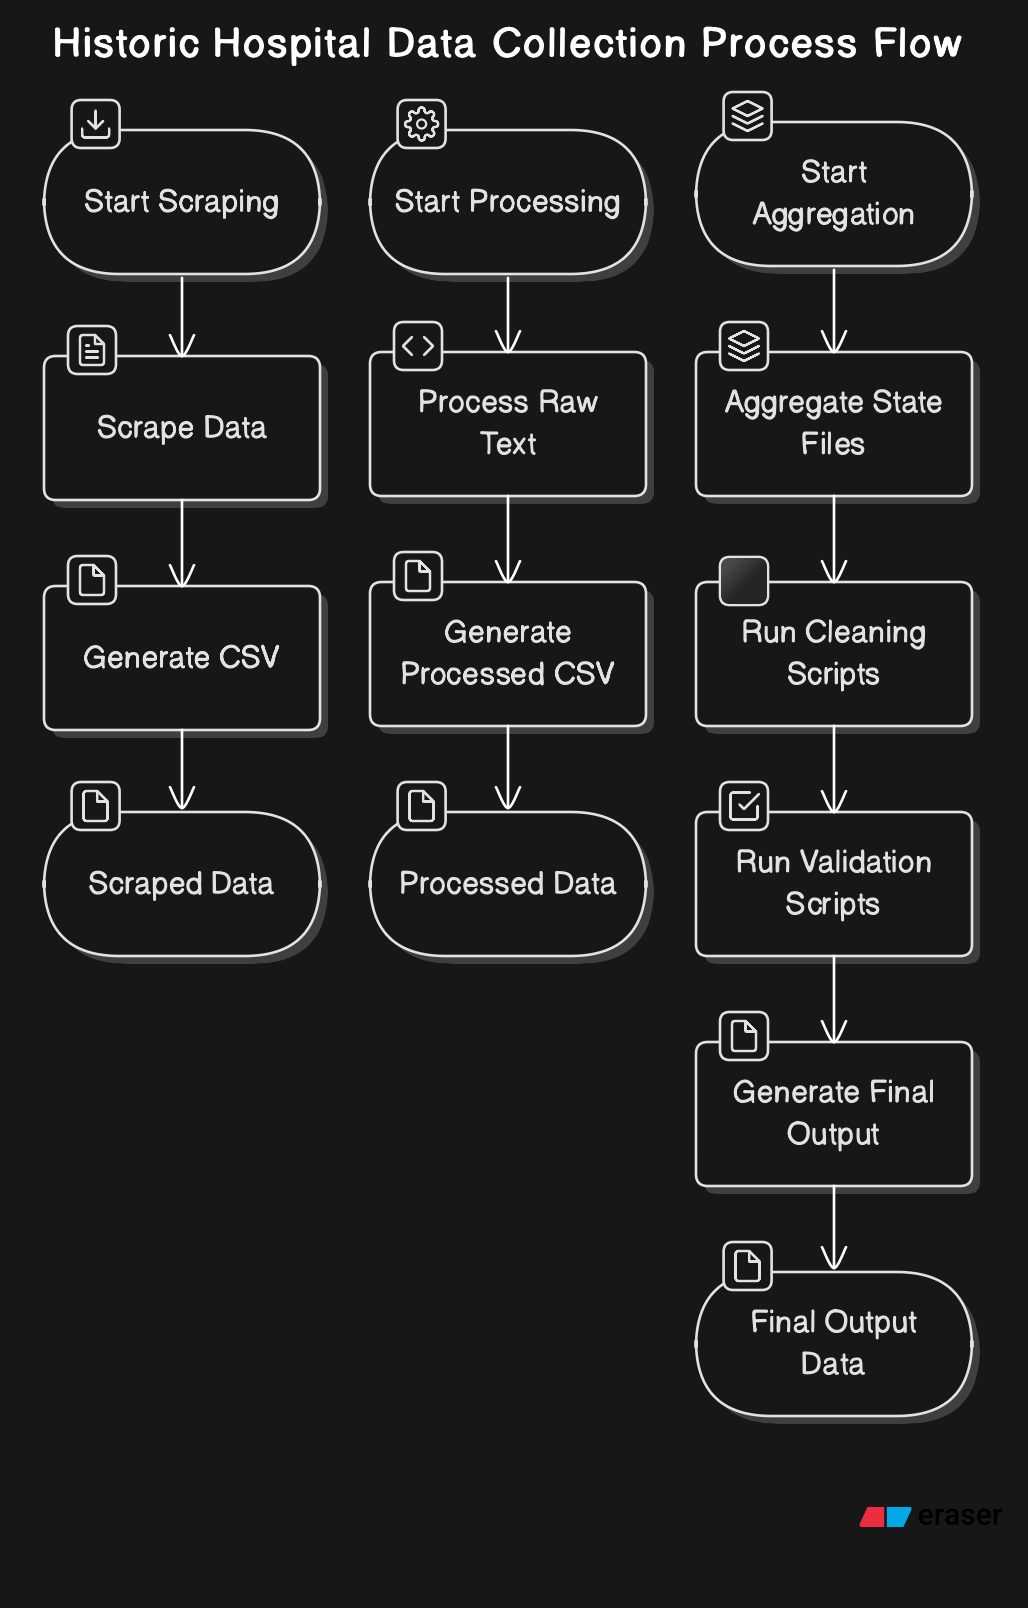 Historic Hospital Data Collection Process Flow
Start Scraping
Scrape Data
Generate CSV
Scraped Data
Start Processing
Process Raw
Text
Generate
Processed CSV
Processed Data
Start
Aggregation
Aggregate State
Files
Run Cleaning
Scripts
Run Validation
Scripts
Generate Final
Output
Final Output
Data
eraser